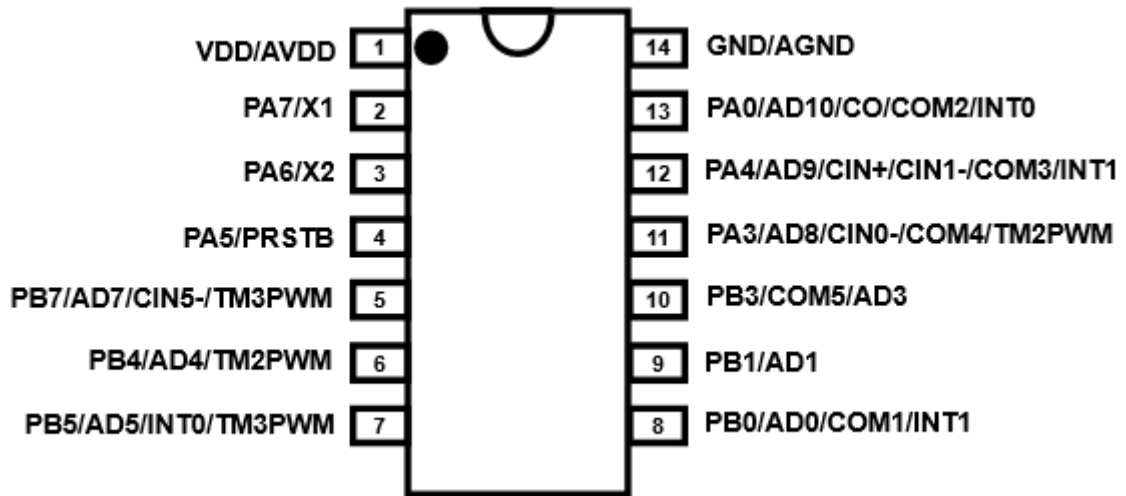 VDD/AVDD 1 14 GND/AGND
PA7/X1 2 13 PA0/AD10/CO/COM2/INT0
PA6/X2 3 12 PA4/AD9/CIN+/CIN1-/COM3/INT1
PA5/PRSTB 4 11 PA3/AD8/CIN0-/COM4/TM2PWM
PB7/AD7/CIN5-/TM3PWM 5 10 PB3/COM5/AD3
PB4/AD4/TM2PWM 6 9 PB1/AD1
PB5/AD5/INT0/TM3PWM 7 8 PB0/AD0/COM1/INT1